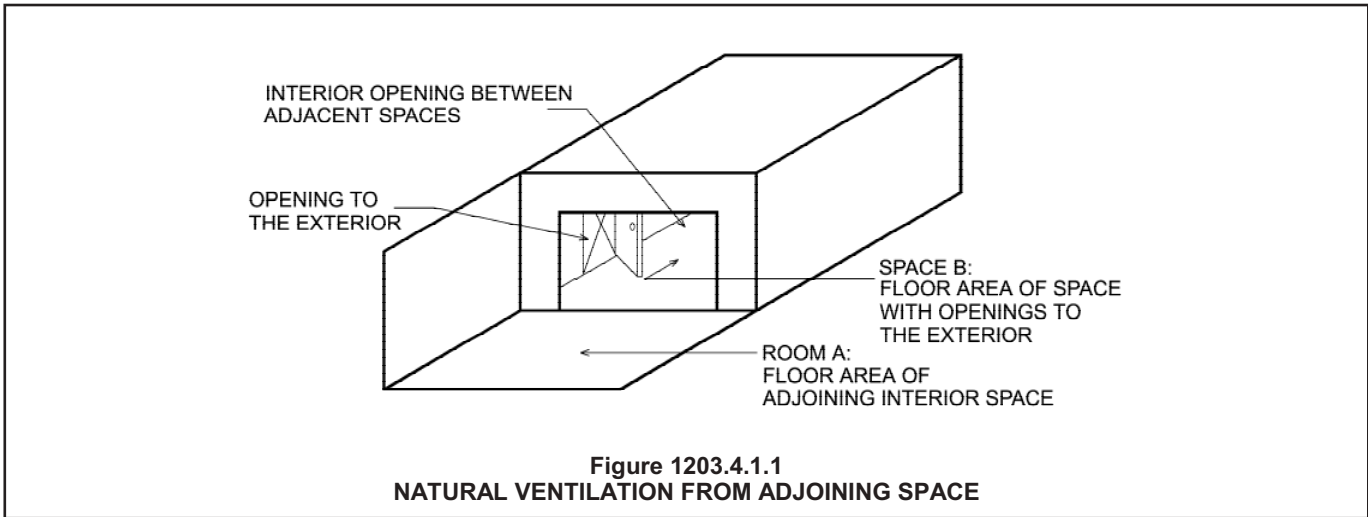 INTERIOR OPENING BETWEEN
ADJACENT SPACES
OPENING TO
THE EXTERIOR
SPACE B:
FLOOR AREA OF SPACE
WITH OPENINGS TO
THE EXTERIOR
ROOM A:
FLOOR AREA OF
ADJOINING INTERIOR SPACE
Figure 1203.4.1.1
NATURAL VENTILATION FROM ADJOINING SPACE